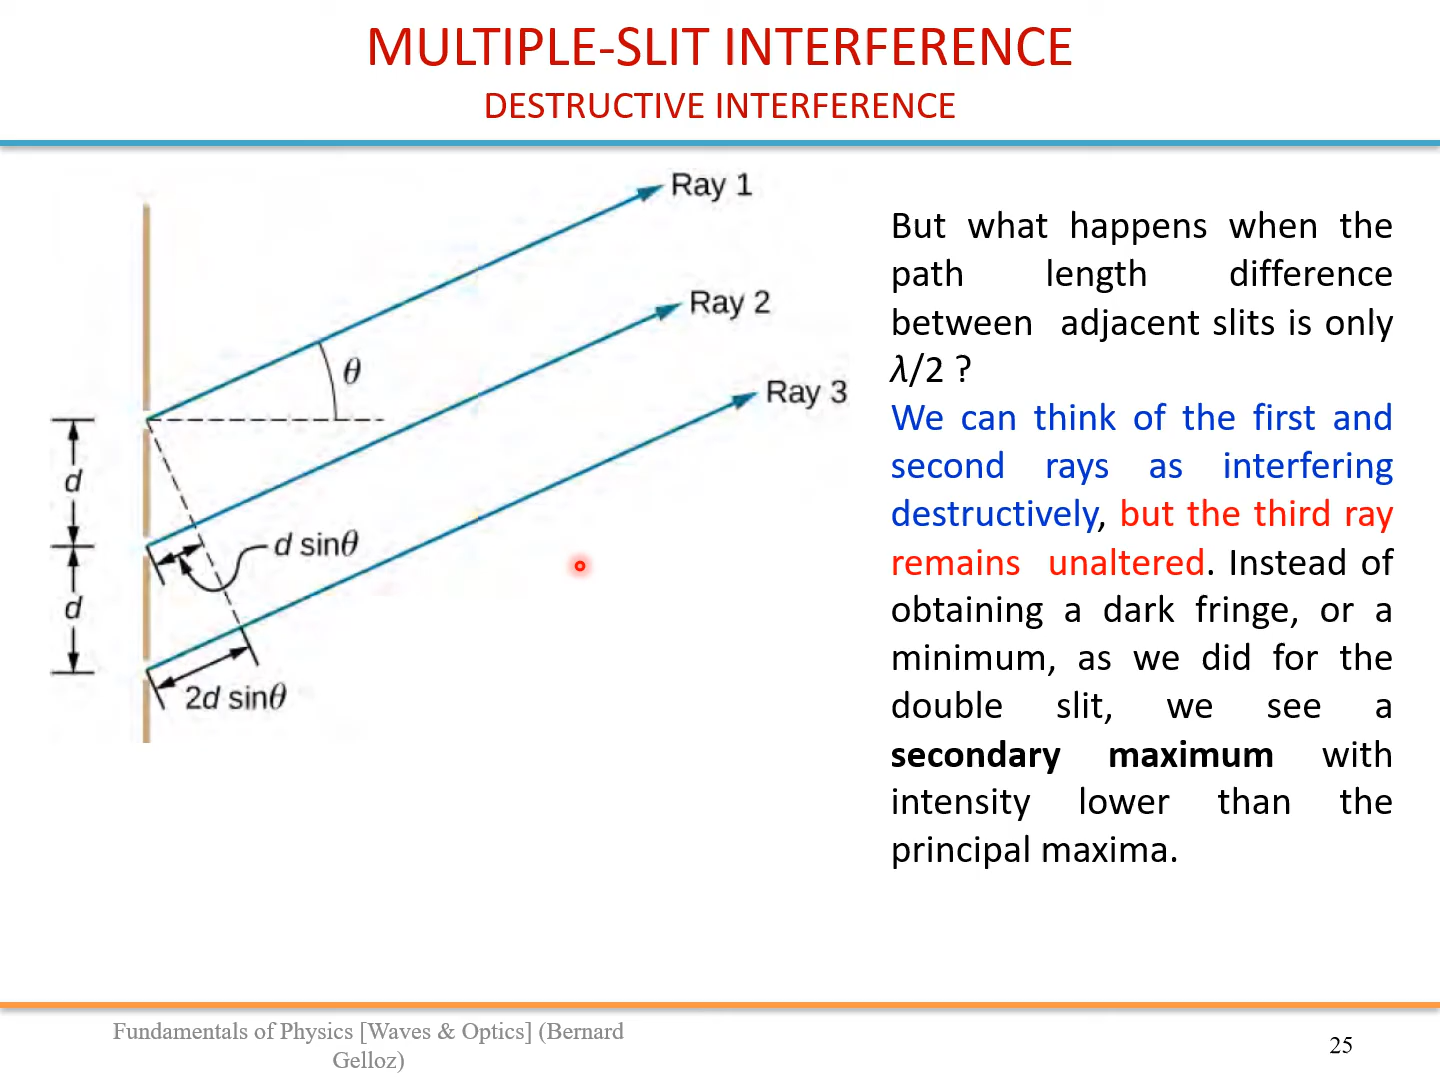 MULTIPLE-SLIT INTERFERENCE
DESTRUCTIVE INTERFERENCE
Ray 1
Ray 2
Ray 3
θ
d
d sinθ
d
2d sinθ
But what happens when the
path length difference
between adjacent slits is only
λ/2 ?
We can think of the first and
second rays as interfering
destructively, but the third ray
remains unaltered. Instead of
obtaining a dark fringe, or a
minimum, as we did for the
double slit, we see a
secondary maximum with
intensity lower than the
principal maxima.
Fundamentals of Physics [Waves & Optics] (Bernard
Gelloz)
25